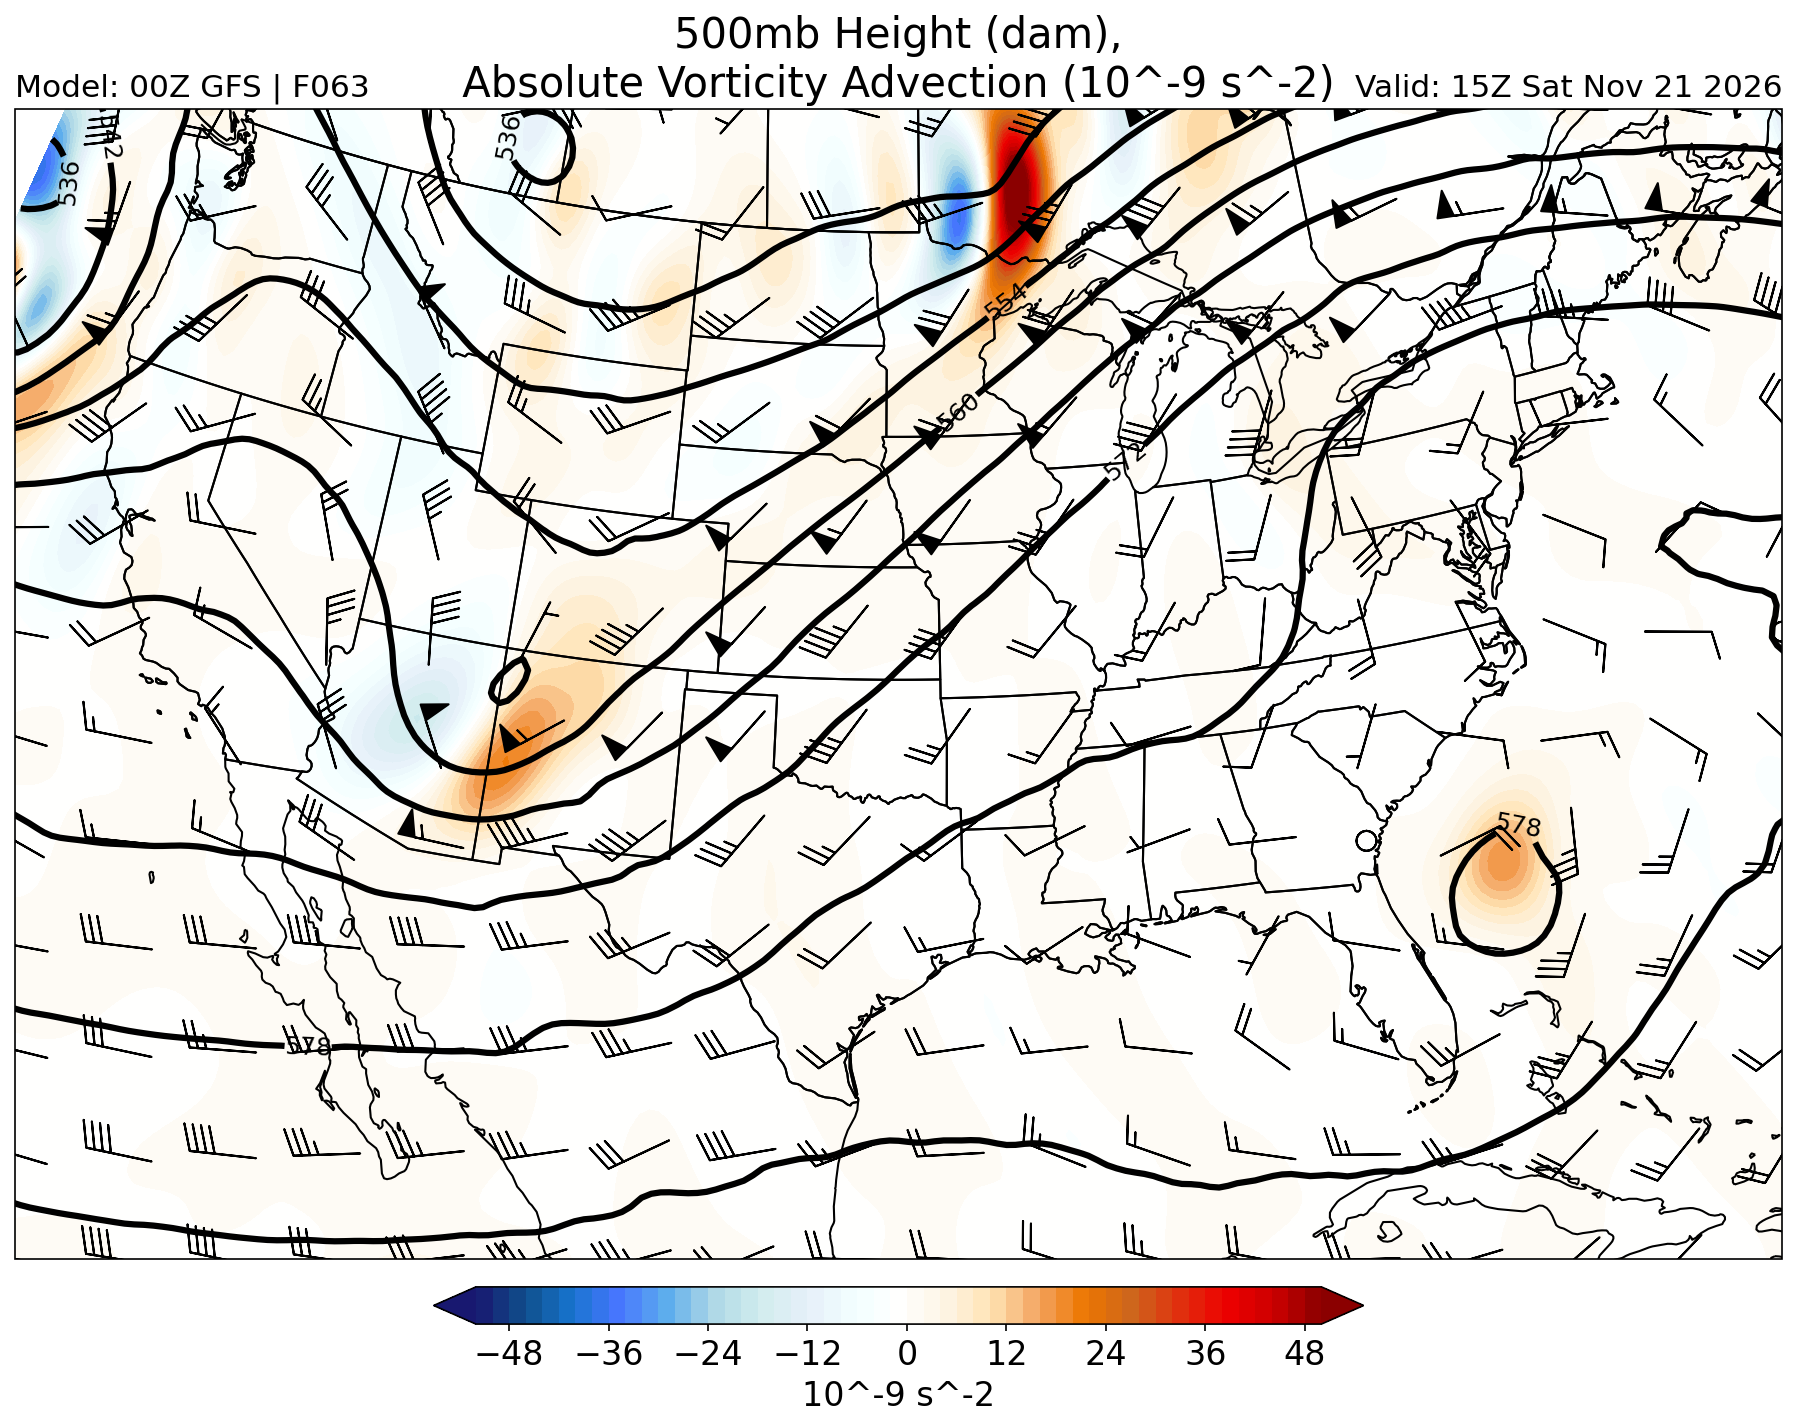 500mb Height (dam),
Absolute Vorticity Advection (10^-9 s^-2)
Model: 00Z GFS | F063
Valid: 15Z Sat Nov 21 2026
536
542
536
554
560
578
578
−48 −36 −24 −12 0 12 24 36 48
10^-9 s^-2